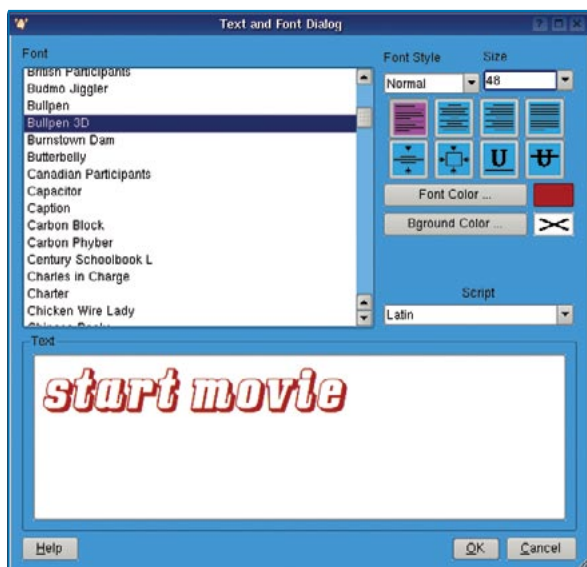 Text and Font Dialog
Font
British Participants
Budmo Jiggler
Bullpen
Bullpen 3D
Burnstown Dam
Butterbelly
Canadian Participants
Capacitor
Caption
Carbon Block
Carbon Phyber
Century Schoolbook L
Charles in Charge
Charter
Chicken Wire Lady
Font Style
Size
Normal
48
U
U
Font Color ...
Bground Color ...
Script
Latin
Text
start movie
Help
OK
Cancel